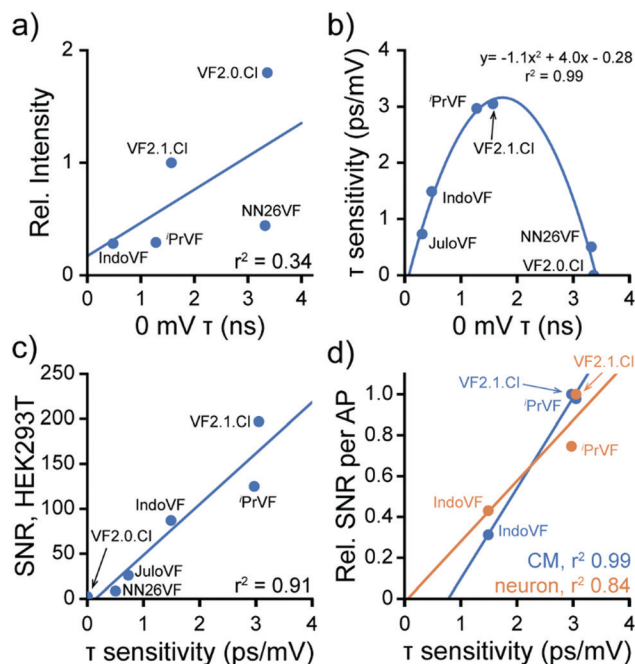 a)
Rel. Intensity
3
2
1
0
VF2.0.Cl
VF2.1.Cl
NN26VF
IndoVF
ⁱPrVF
r² = 0.34
0 1 2 3 4
0 mV τ (ns)
b)
τ sensitivity (ps/mV)
4
3
2
1
0
y= -1.1x² + 4.0x - 0.28
r² = 0.99
ⁱPrVF
VF2.1.Cl
IndoVF
JuloVF
NN26VF
VF2.0.Cl
0 1 2 3 4
0 mV τ (ns)
c)
SNR, HEK293T
250
200
150
100
50
0
VF2.1.Cl
ⁱPrVF
IndoVF
VF2.0.Cl
JuloVF
NN26VF
r² = 0.91
0 1 2 3 4
τ sensitivity (ps/mV)
d)
Rel. SNR per AP
1.0
0.8
0.6
0.4
0.2
0
VF2.1.Cl
VF2.1.Cl
ⁱPrVF
ⁱPrVF
IndoVF
IndoVF
CM, r² 0.99
neuron, r² 0.84
0 1 2 3 4
τ sensitivity (ps/mV)